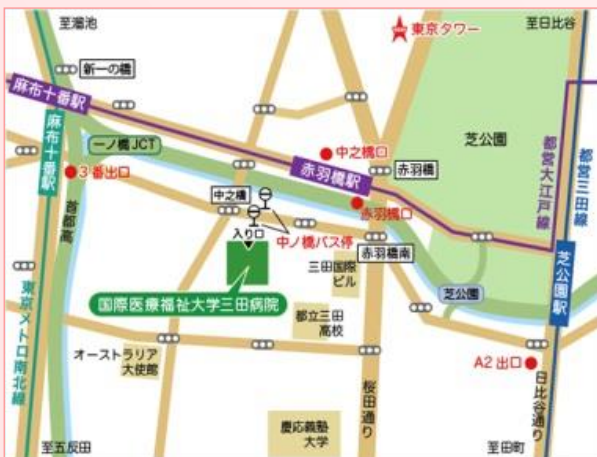 至溜池
東京タワー
至日比谷
新一の橋
麻布十番駅
麻布十番駅
一ノ橋JCT
中之橋口
芝公園
都営大江戸線
都営三田線
3番出口
赤羽橋駅
赤羽橋
首都高
中之橋
赤羽橋口
入り口
中ノ橋バス停
赤羽橋南
芝公園駅
三田国際
ビル
芝公園
国際医療福祉大学三田病院
東京メトロ南北線
都立三田
高校
オーストラリア
大使館
A2出口
桜田通り
日比谷通り
慶応義塾
大学
至五反田
至田町